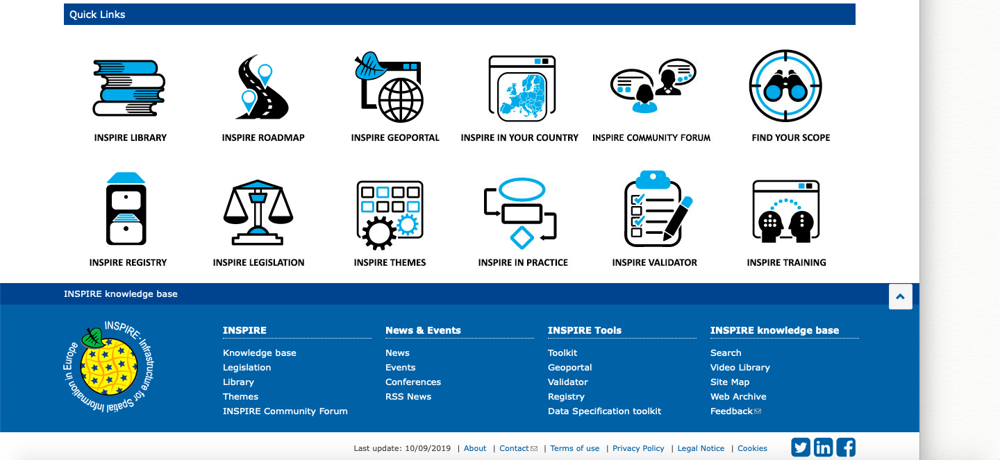 Quick Links
INSPIRE LIBRARY
INSPIRE ROADMAP
INSPIRE GEOPORTAL
INSPIRE IN YOUR COUNTRY
INSPIRE COMMUNITY FORUM
FIND YOUR SCOPE
INSPIRE REGISTRY
INSPIRE LEGISLATION
INSPIRE THEMES
INSPIRE IN PRACTICE
INSPIRE VALIDATOR
INSPIRE TRAINING
INSPIRE knowledge base
INSPIRE · Infrastructure for Spatial Information in Europe
INSPIRE
Knowledge base
Legislation
Library
Themes
INSPIRE Community Forum
News & Events
News
Events
Conferences
RSS News
INSPIRE Tools
Toolkit
Geoportal
Validator
Registry
Data Specification toolkit
INSPIRE knowledge base
Search
Video Library
Site Map
Web Archive
Feedback
Last update: 10/09/2019 | About | Contact | Terms of use | Privacy Policy | Legal Notice | Cookies